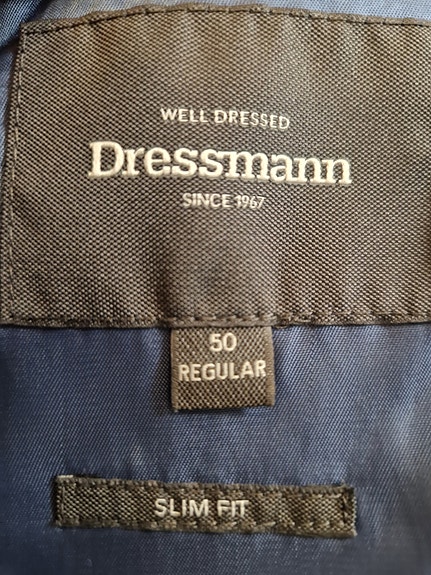 WELL DRESSED
Dressmann
SINCE 1967
50
REGULAR
SLIM FIT